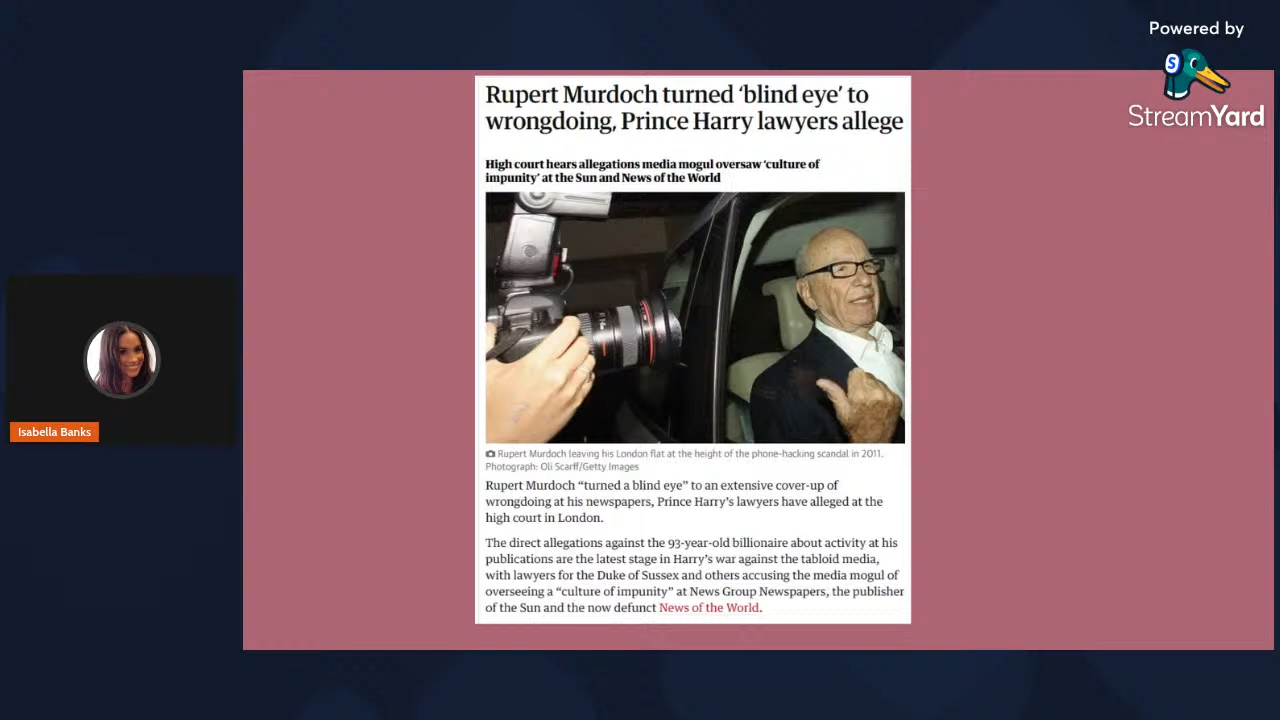 Powered by
StreamYard
Rupert Murdoch turned ‘blind eye’ to
wrongdoing, Prince Harry lawyers allege
High court hears allegations media mogul oversaw ‘culture of
impunity’ at the Sun and News of the World
Rupert Murdoch leaving his London flat at the height of the phone-hacking scandal in 2011.
Photograph: Oli Scarff/Getty Images
Rupert Murdoch “turned a blind eye” to an extensive cover-up of
wrongdoing at his newspapers, Prince Harry’s lawyers have alleged at the
high court in London.
The direct allegations against the 93-year-old billionaire about activity at his
publications are the latest stage in Harry’s war against the tabloid media,
with lawyers for the Duke of Sussex and others accusing the media mogul of
overseeing a “culture of impunity” at News Group Newspapers, the publisher
of the Sun and the now defunct News of the World.
Isabella Banks